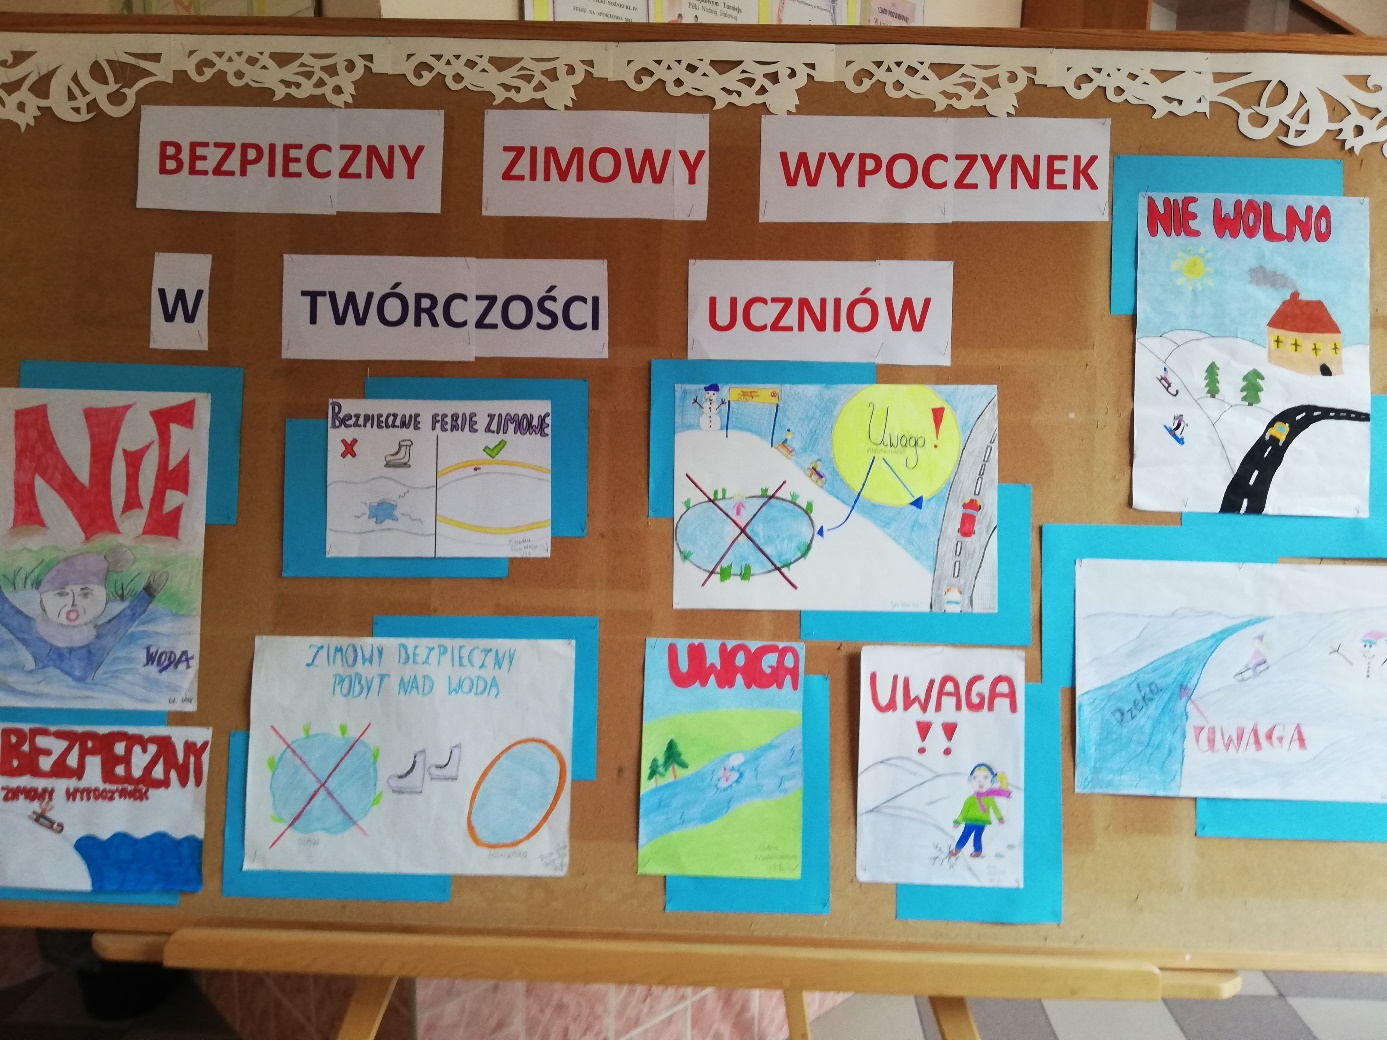 BEZPIECZNY ZIMOWY WYPOCZYNEK
W TWÓRCZOŚCI UCZNIÓW
NIE WOLNO
NIE
WODA
BEZPIECZNE FERIE ZIMOWE
Uwaga!
ZIMOWY BEZPIECZNY
POBYT NAD WODĄ
UWAGA
UWAGA
!!
Rzeka
UWAGA
BEZPECZNY
ZIMOWY WYPOCZYNEK